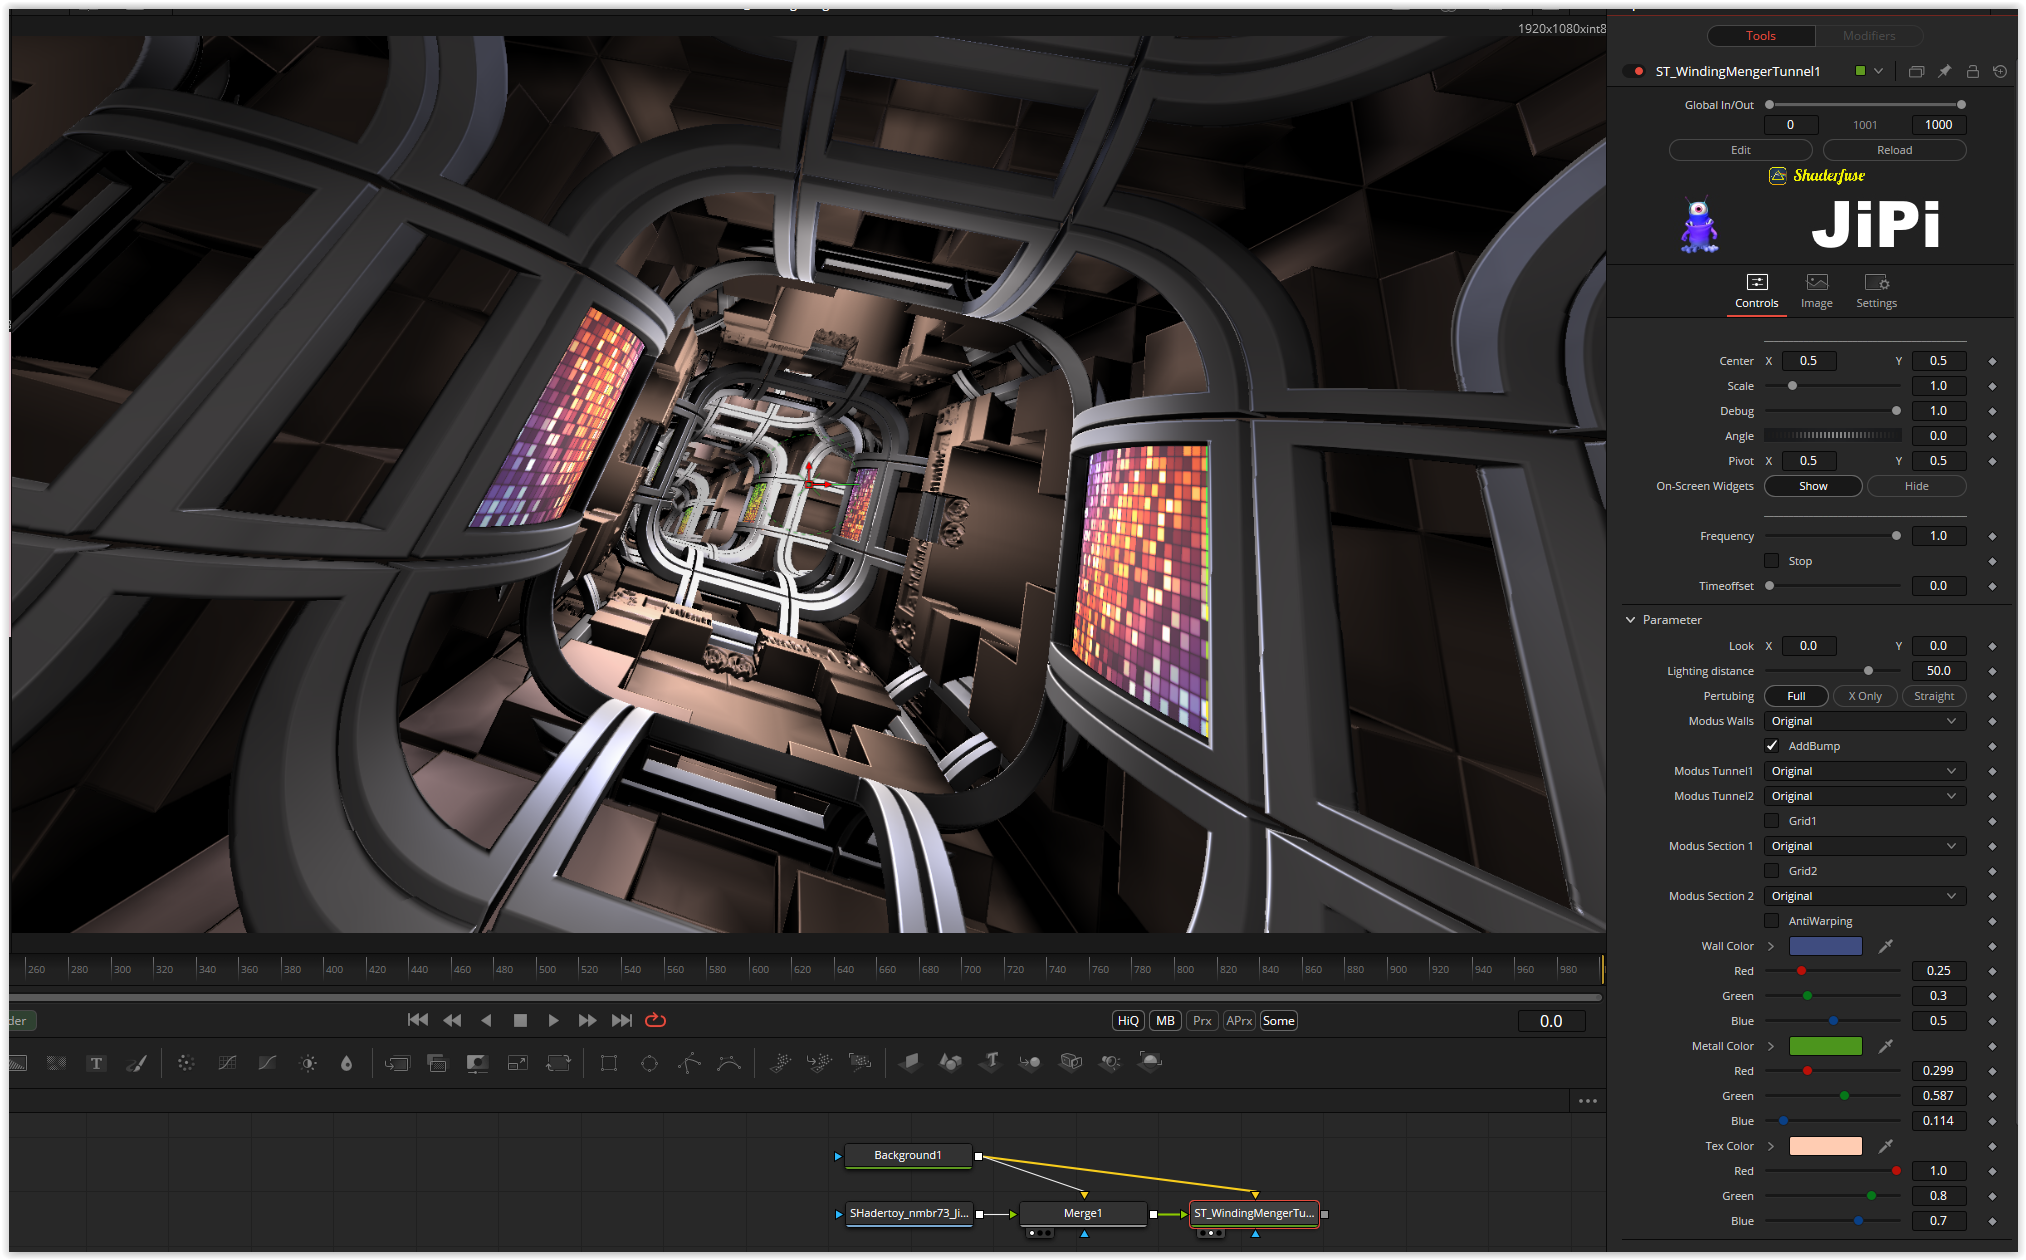 1920x1080xint8
Tools Modifiers
ST_WindingMengerTunnel1
Global In/Out
0 1001 1000
Edit Reload
Shaderfuse
JiPi
Controls Image Settings
Center X 0.5 Y 0.5
Scale 1.0
Debug 1.0
Angle 0.0
Pivot X 0.5 Y 0.5
On-Screen Widgets Show Hide
Frequency 1.0
Stop
Timeoffset 0.0
Parameter
Look X 0.0 Y 0.0
Lighting distance 50.0
Pertubing Full X Only Straight
Modus Walls Original
AddBump
Modus Tunnel1 Original
Modus Tunnel2 Original
Grid1
Modus Section 1 Original
Grid2
Modus Section 2 Original
AntiWarping
Wall Color
Red 0.25
Green 0.3
Blue 0.5
Metall Color
Red 0.299
Green 0.587
Blue 0.114
Tex Color
Red 1.0
Green 0.8
Blue 0.7
260 280 300 320 340 360 380 400 420 440 460 480 500 520 540 560 580 600 620 640 660 680 700 720 740 760 780 800 820 840 860 880 900 920 940 960 980
der HiQ MB Prx APrx Some 0.0
T
Background1
SHadertoy_nmbr73_Ji... Merge1 ST_WindingMengerTu...